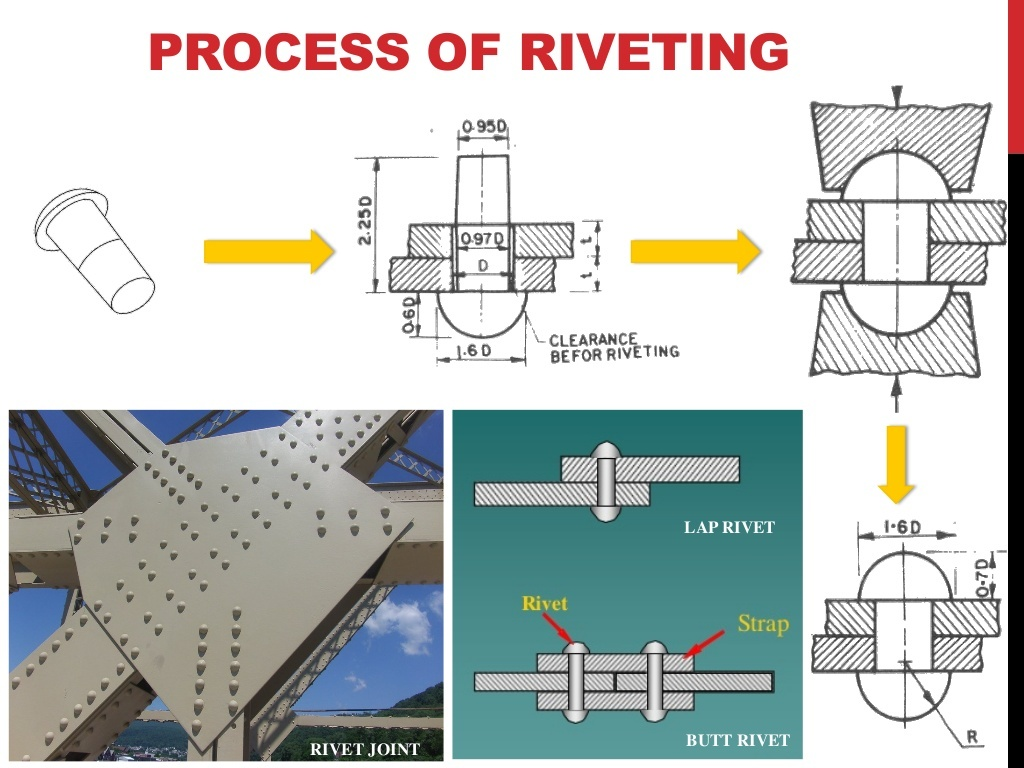 PROCESS OF RIVETING
0.95D
2.25D
0.97D
D
t
t
0.6D
1.6D
CLEARANCE
BEFOR RIVETING
1.6D
0.7D
R
RIVET JOINT
LAP RIVET
Rivet
Strap
BUTT RIVET